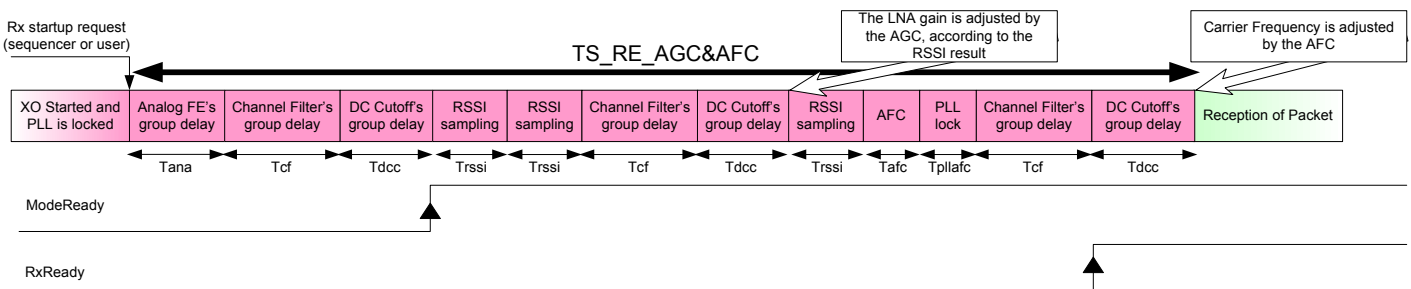 Rx startup request
(sequencer or user)
TS_RE_AGC&AFC
The LNA gain is adjusted by
the AGC, according to the
RSSI result
Carrier Frequency is adjusted
by the AFC
XO Started and
PLL is locked
Analog FE's
group delay
Channel Filter's
group delay
DC Cutoff's
group delay
RSSI
sampling
RSSI
sampling
Channel Filter's
group delay
DC Cutoff's
group delay
RSSI
sampling
AFC
PLL
lock
Channel Filter's
group delay
DC Cutoff's
group delay
Reception of Packet
Tana
Tcf
Tdcc
Trssi
Trssi
Tcf
Tdcc
Trssi
Tafc
Tpllafc
Tcf
Tdcc
ModeReady
RxReady